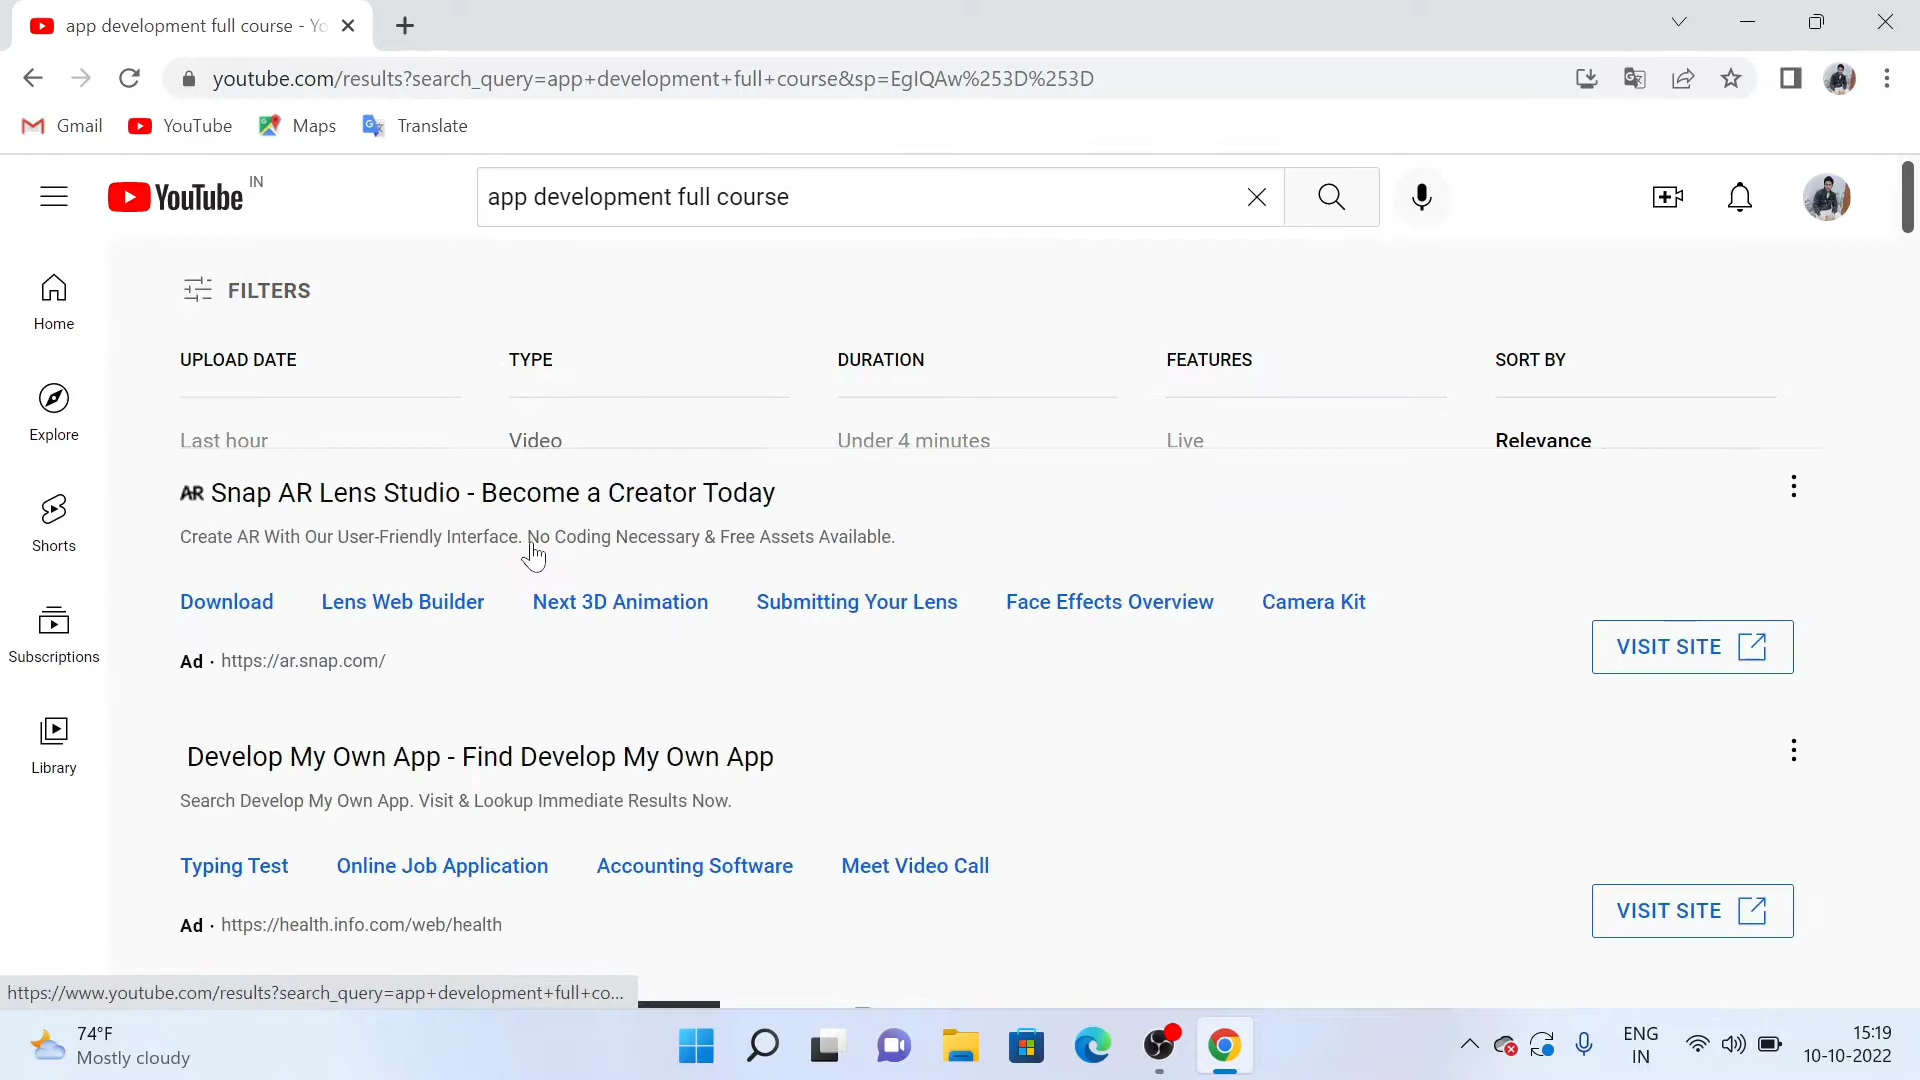 app development full course - Yo
youtube.com/results?search_query=app+development+full+course&sp=EgIQAw%253D%253D
Gmail YouTube Maps Translate
YouTube IN
app development full course
FILTERS
Home
UPLOAD DATE TYPE DURATION FEATURES SORT BY
Explore
Last hour Video Under 4 minutes Live Relevance
AR Snap AR Lens Studio - Become a Creator Today
Create AR With Our User-Friendly Interface. No Coding Necessary & Free Assets Available.
Shorts
Download Lens Web Builder Next 3D Animation Submitting Your Lens Face Effects Overview Camera Kit
Subscriptions
VISIT SITE
Ad · https://ar.snap.com/
Develop My Own App - Find Develop My Own App
Library
Search Develop My Own App. Visit & Lookup Immediate Results Now.
Typing Test Online Job Application Accounting Software Meet Video Call
VISIT SITE
Ad · https://health.info.com/web/health
https://www.youtube.com/results?search_query=app+development+full+co...
74°F
Mostly cloudy
ENG
IN
15:19
10-10-2022